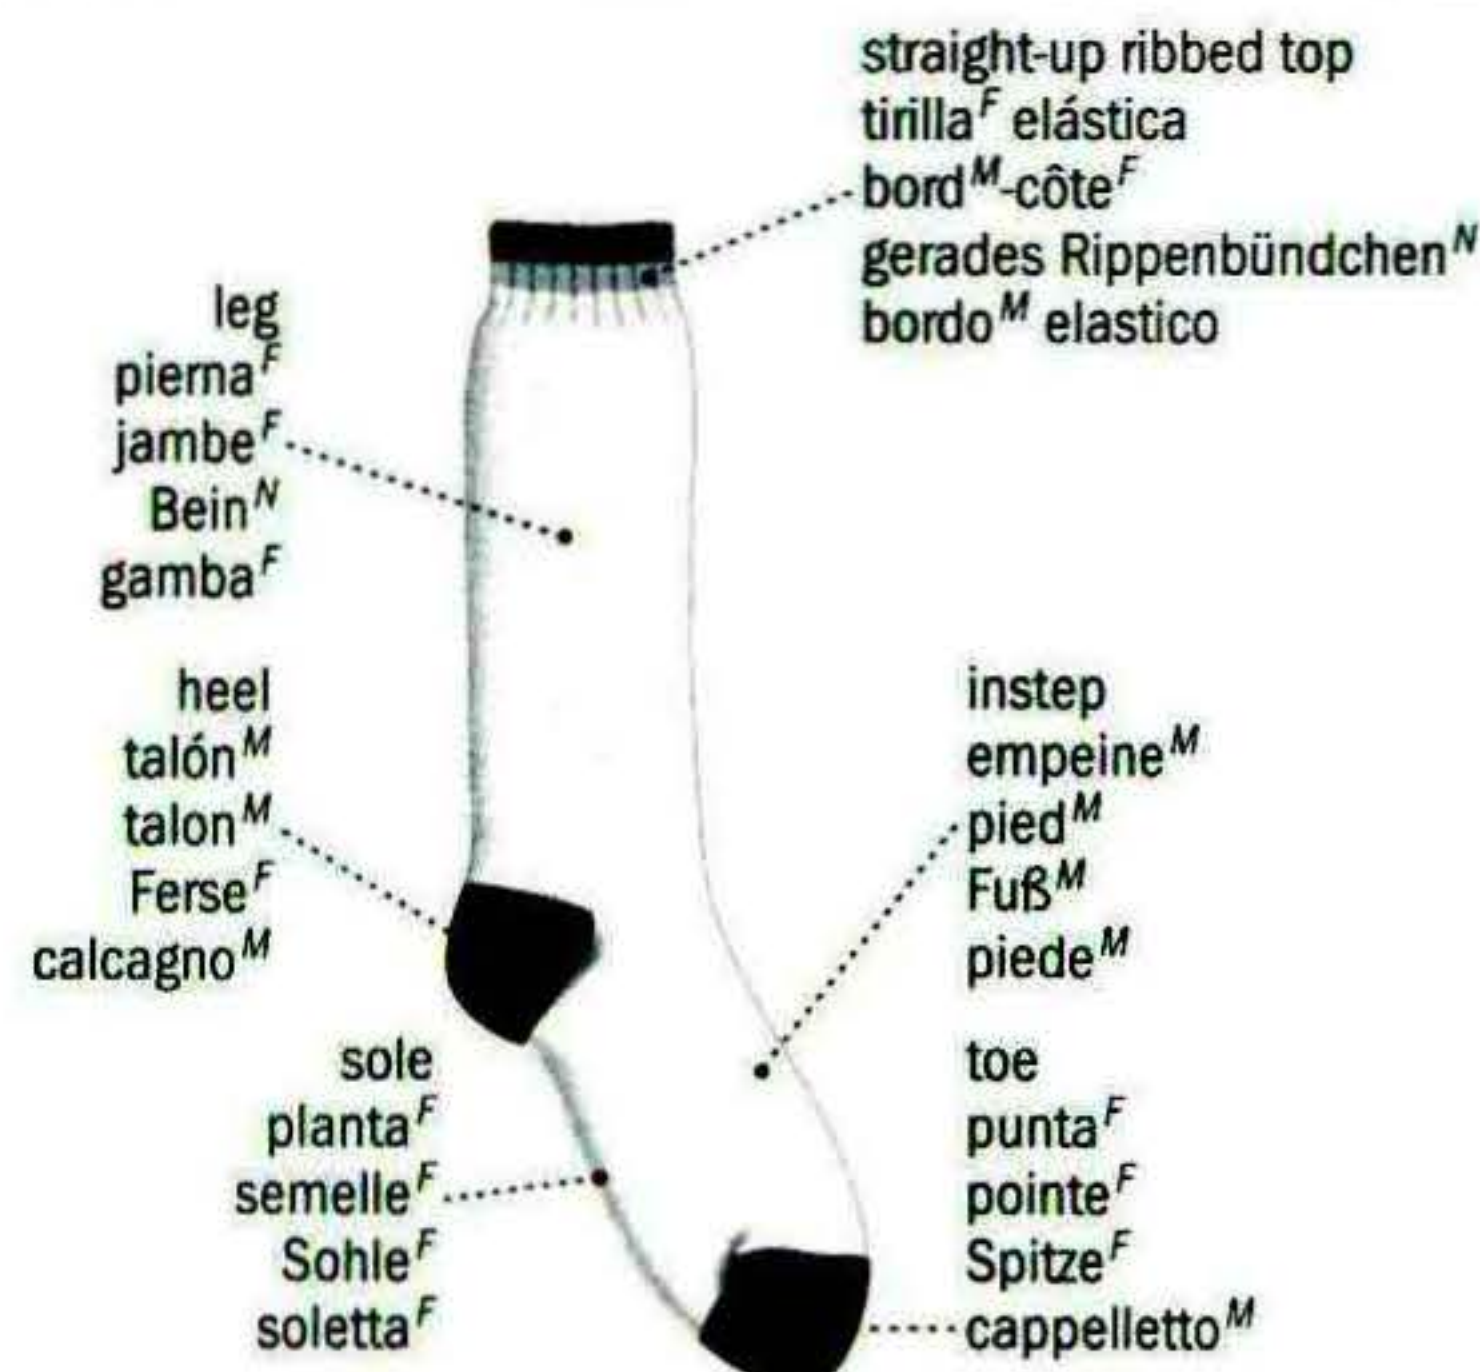 straight-up ribbed top
tirilla F elástica
bord M-côte F
gerades Rippenbündchen N
bordo M elastico
leg
pierna F
jambe F
Bein N
gamba F
heel
talón M
talon M
Ferse F
calcagno M
instep
empeine M
pied M
Fuß M
piede M
sole
planta F
semelle F
Sohle F
soletta F
toe
punta F
pointe F
Spitze F
cappelletto M